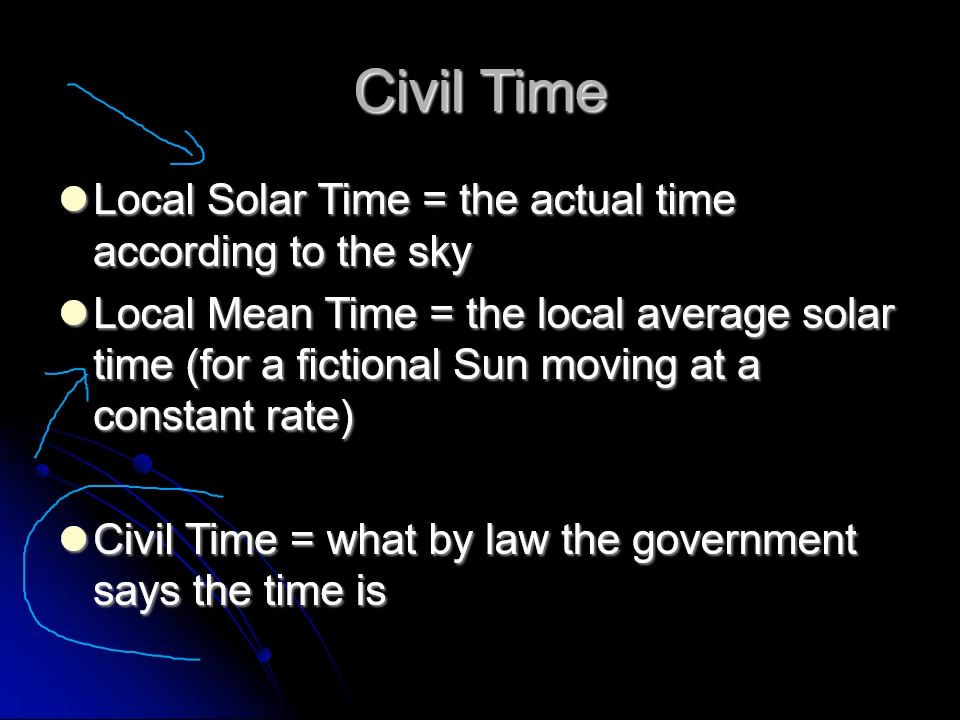 Civil Time
Local Solar Time = the actual time
according to the sky
Local Mean Time = the local average solar
time (for a fictional Sun moving at a
constant rate)
Civil Time = what by law the government
says the time is